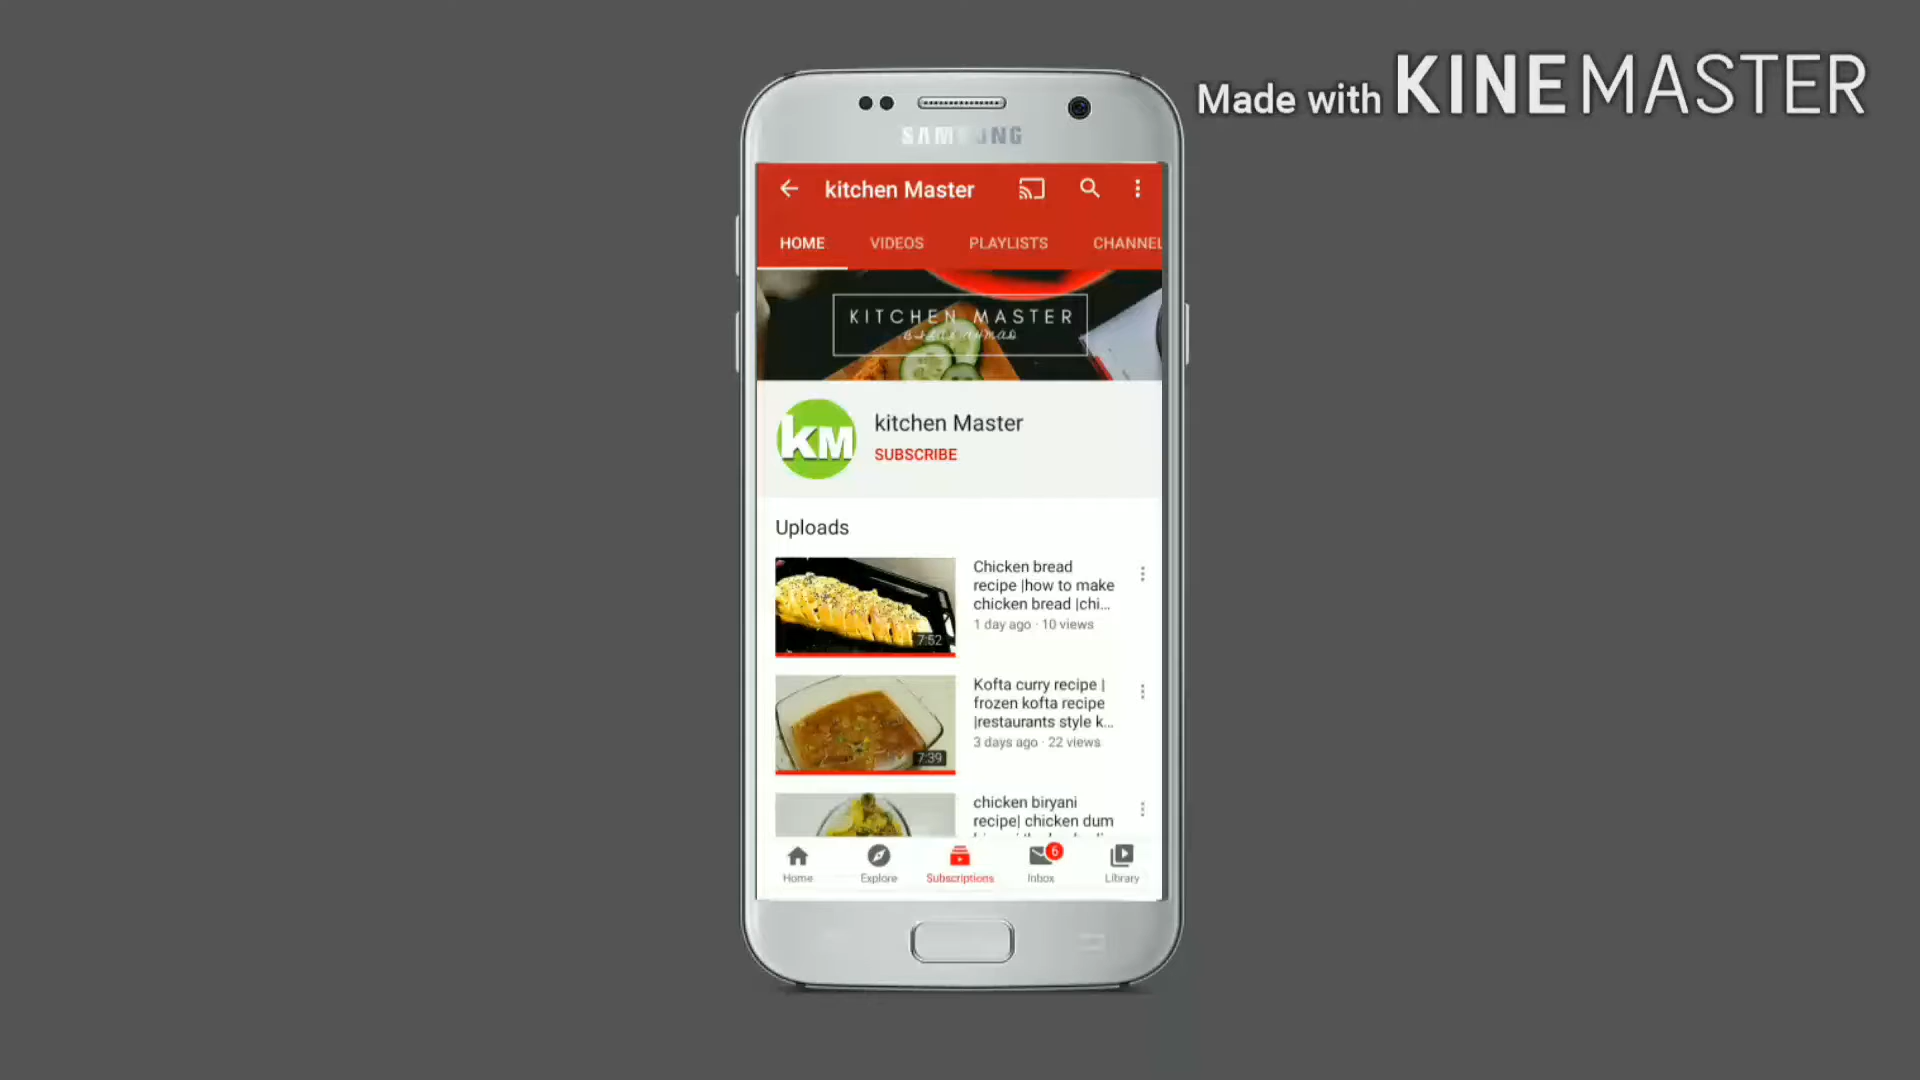 Made with KINEMASTER
SAMSUNG
kitchen Master
HOME VIDEOS PLAYLISTS CHANNEL
KITCHEN MASTER
kitchen Master
KM
SUBSCRIBE
Uploads
Chicken bread
recipe |how to make
chicken bread |chi...
1 day ago · 10 views
7:52
Kofta curry recipe |
frozen kofta recipe
|restaurants style k...
3 days ago · 22 views
7:39
chicken biryani
recipe| chicken dum
6
Home Explore Subscriptions Inbox Library